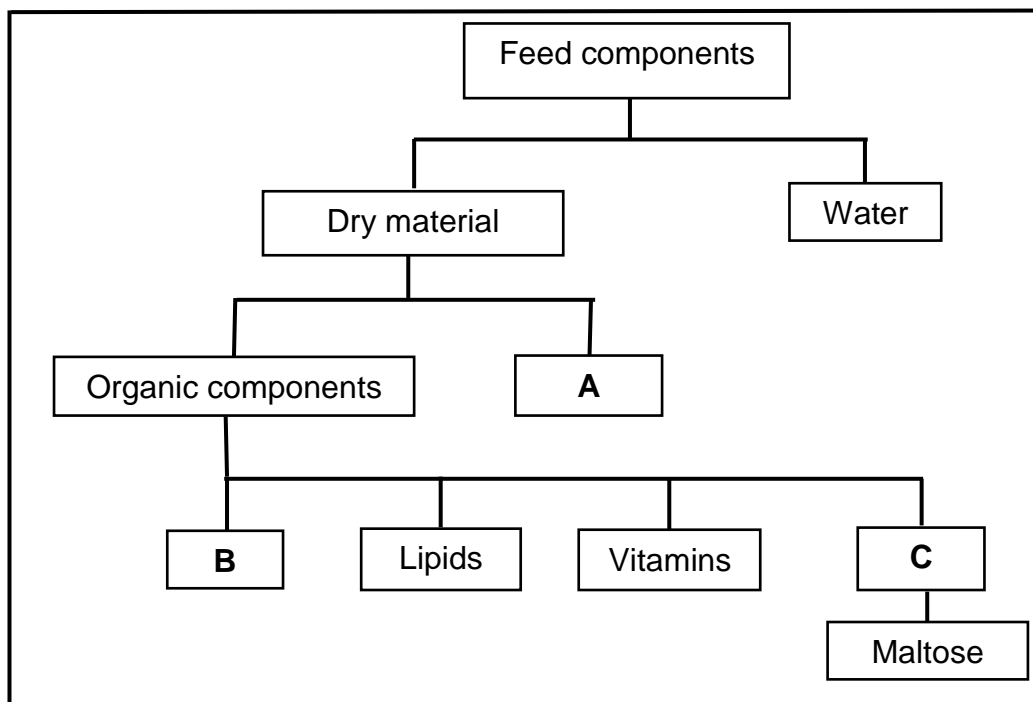 Feed components
Dry material
Water
Organic components
A
B
Lipids
Vitamins
C
Maltose